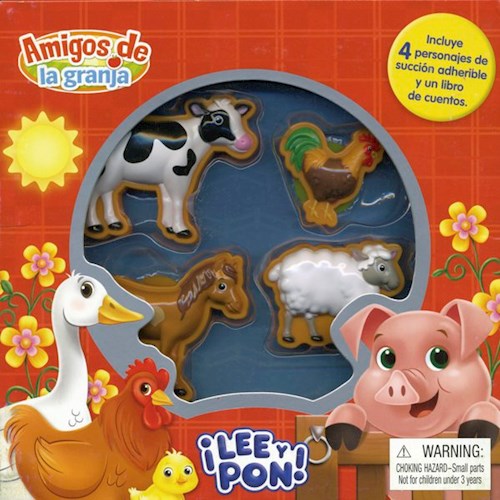 Amigos de
la granja
Incluye
4 personajes de
succión adherible
y un libro
de cuentos.
¡LEE Y
PON!
WARNING:
CHOKING HAZARD-Small parts
Not for children under 3 years